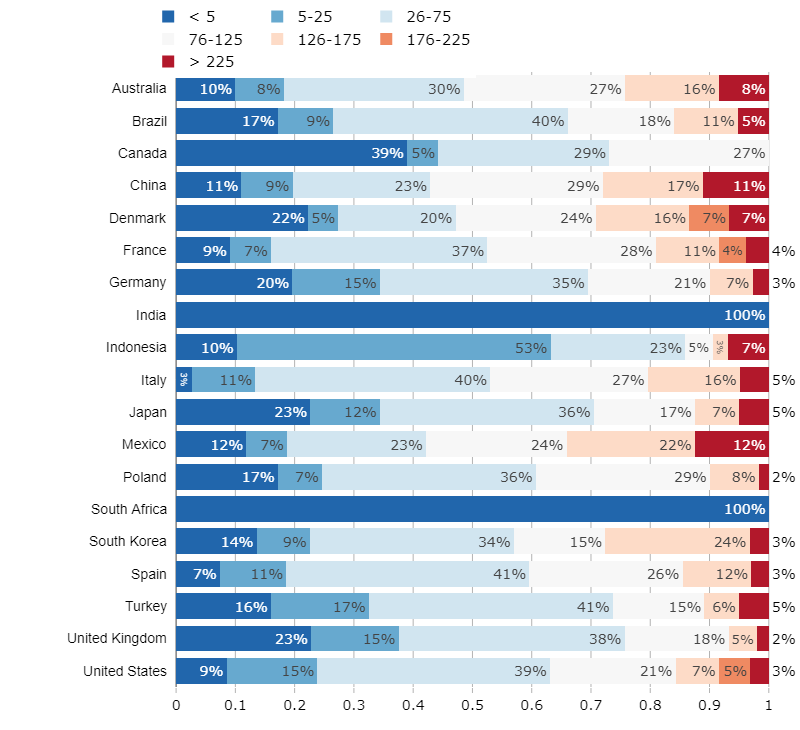 < 5 5-25 26-75
76-125 126-175 176-225
> 225
Australia 10% 8% 30% 27% 16% 8%
Brazil 17% 9% 40% 18% 11% 5%
Canada 39% 5% 29% 27%
China 11% 9% 23% 29% 17% 11%
Denmark 22% 5% 20% 24% 16% 7% 7%
France 9% 7% 37% 28% 11% 4% 4%
Germany 20% 15% 35% 21% 7% 3%
India 100%
Indonesia 10% 53% 23% 5% 3% 7%
Italy 3% 11% 40% 27% 16% 5%
Japan 23% 12% 36% 17% 7% 5%
Mexico 12% 7% 23% 24% 22% 12%
Poland 17% 7% 36% 29% 8% 2%
South Africa 100%
South Korea 14% 9% 34% 15% 24% 3%
Spain 7% 11% 41% 26% 12% 3%
Turkey 16% 17% 41% 15% 6% 5%
United Kingdom 23% 15% 38% 18% 5% 2%
United States 9% 15% 39% 21% 7% 5% 3%
0 0.1 0.2 0.3 0.4 0.5 0.6 0.7 0.8 0.9 1